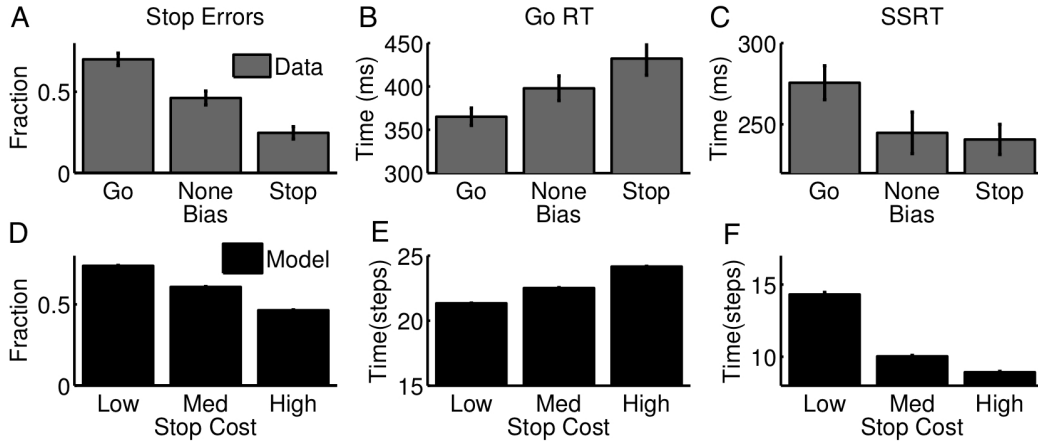 A
Stop Errors
Fraction
0.5
0
Data
Go None Stop
Bias
B
Go RT
Time (ms)
450
400
350
300
Go None Stop
Bias
C
SSRT
Time (ms)
300
250
Go None Stop
Bias
D
Fraction
0.5
0
Model
Low Med High
Stop Cost
E
Time(steps)
25
20
15
Low Med High
Stop Cost
F
Time(steps)
15
10
Low Med High
Stop Cost